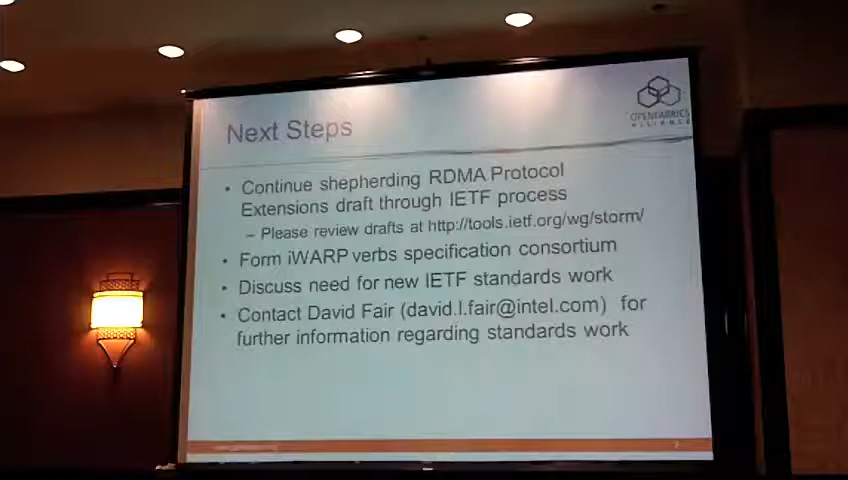 OPENFABRICS
ALLIANCE
Next Steps
• Continue shepherding RDMA Protocol
Extensions draft through IETF process
– Please review drafts at http://tools.ietf.org/wg/storm/
• Form iWARP verbs specification consortium
• Discuss need for new IETF standards work
• Contact David Fair (david.l.fair@intel.com) for
further information regarding standards work